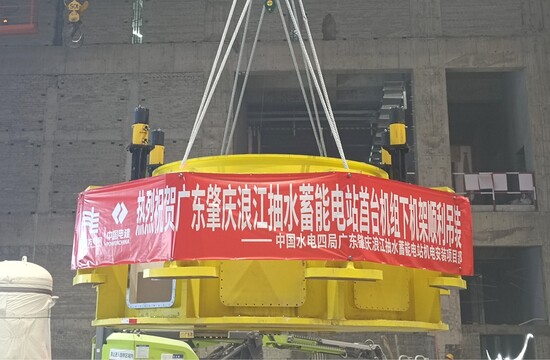 中国电建
POWERCHINA
热烈祝贺广东肇庆浪江抽水蓄能电站首台机组下机架顺利吊装
——中国水电四局广东肇庆浪江抽水蓄能电站机电安装项目部